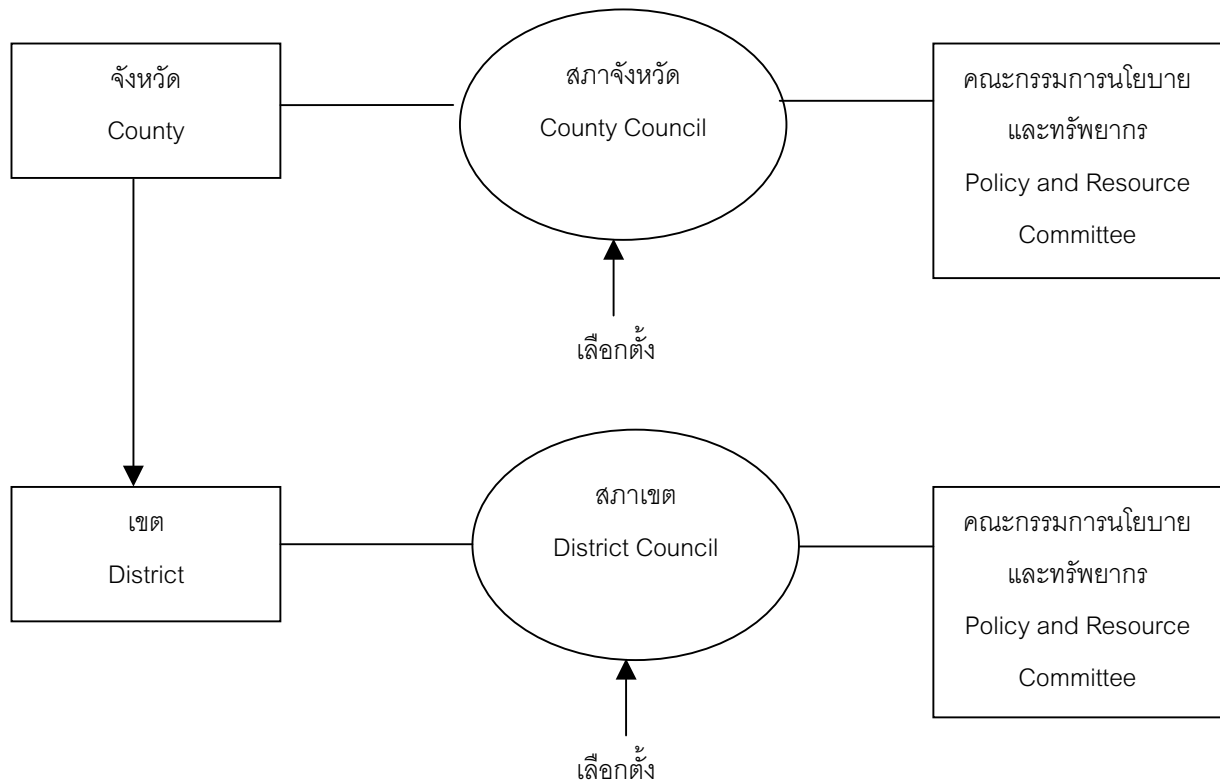 จังหวัด
County
สภาจังหวัด
County Council
คณะกรรมการนโยบาย
และทรัพยากร
Policy and Resource
Committee
เลือกตั้ง
เขต
District
สภาเขต
District Council
คณะกรรมการนโยบาย
และทรัพยากร
Policy and Resource
Committee
เลือกตั้ง